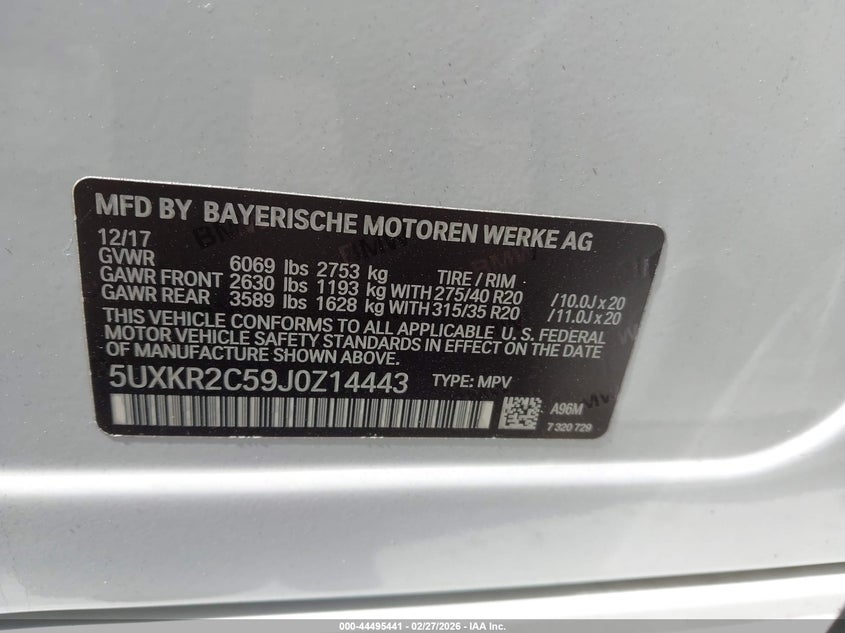 MFD BY BAYERISCHE MOTOREN WERKE AG
12/17
GVWR 6069 lbs 2753 kg TIRE / RIM
GAWR FRONT 2630 lbs 1193 kg WITH 275/40 R20 /10.0J x 20
GAWR REAR 3589 lbs 1628 kg WITH 315/35 R20 /11.0J x 20
THIS VEHICLE CONFORMS TO ALL APPLICABLE U. S. FEDERAL
MOTOR VEHICLE SAFETY STANDARDS IN EFFECT ON THE DATE
OF MANUFACTURE SHOWN ABOVE.
5UXKR2C59J0Z14443 TYPE: MPV
A96M
7 320 729
000-44495441 | 02/27/2026 - IAA Inc.